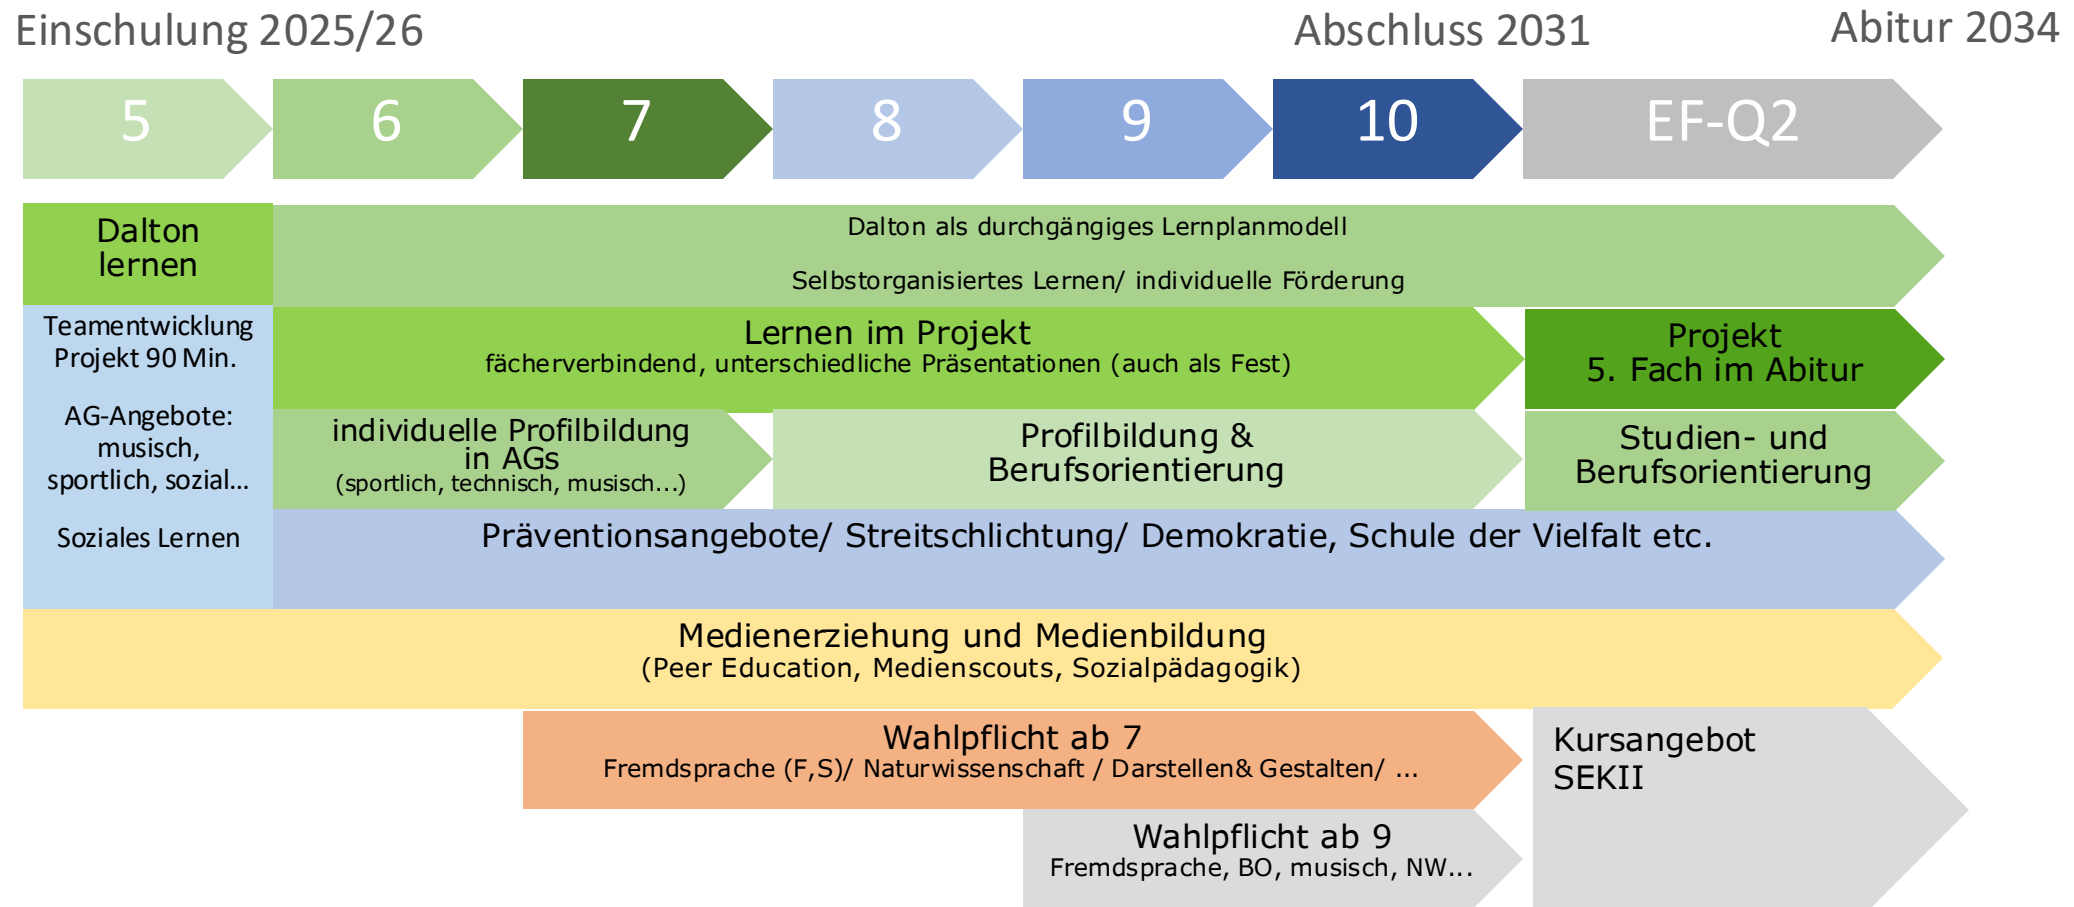 Einschulung 2025/26
Abschluss 2031
Abitur 2034
5
6
7
8
9
10
EF-Q2
Dalton
lernen
Dalton als durchgängiges Lernplanmodell
Selbstorganisiertes Lernen/ individuelle Förderung
Teamentwicklung
Projekt 90 Min.
AG-Angebote:
musisch,
sportlich, sozial...
Soziales Lernen
Lernen im Projekt
fächerverbindend, unterschiedliche Präsentationen (auch als Fest)
Projekt
5. Fach im Abitur
individuelle Profilbildung
in AGs
(sportlich, technisch, musisch...)
Profilbildung &
Berufsorientierung
Studien- und
Berufsorientierung
Präventionsangebote/ Streitschlichtung/ Demokratie, Schule der Vielfalt etc.
Medienerziehung und Medienbildung
(Peer Education, Medienscouts, Sozialpädagogik)
Wahlpflicht ab 7
Fremdsprache (F,S)/ Naturwissenschaft / Darstellen& Gestalten/ ...
Kursangebot
SEKII
Wahlpflicht ab 9
Fremdsprache, BO, musisch, NW...